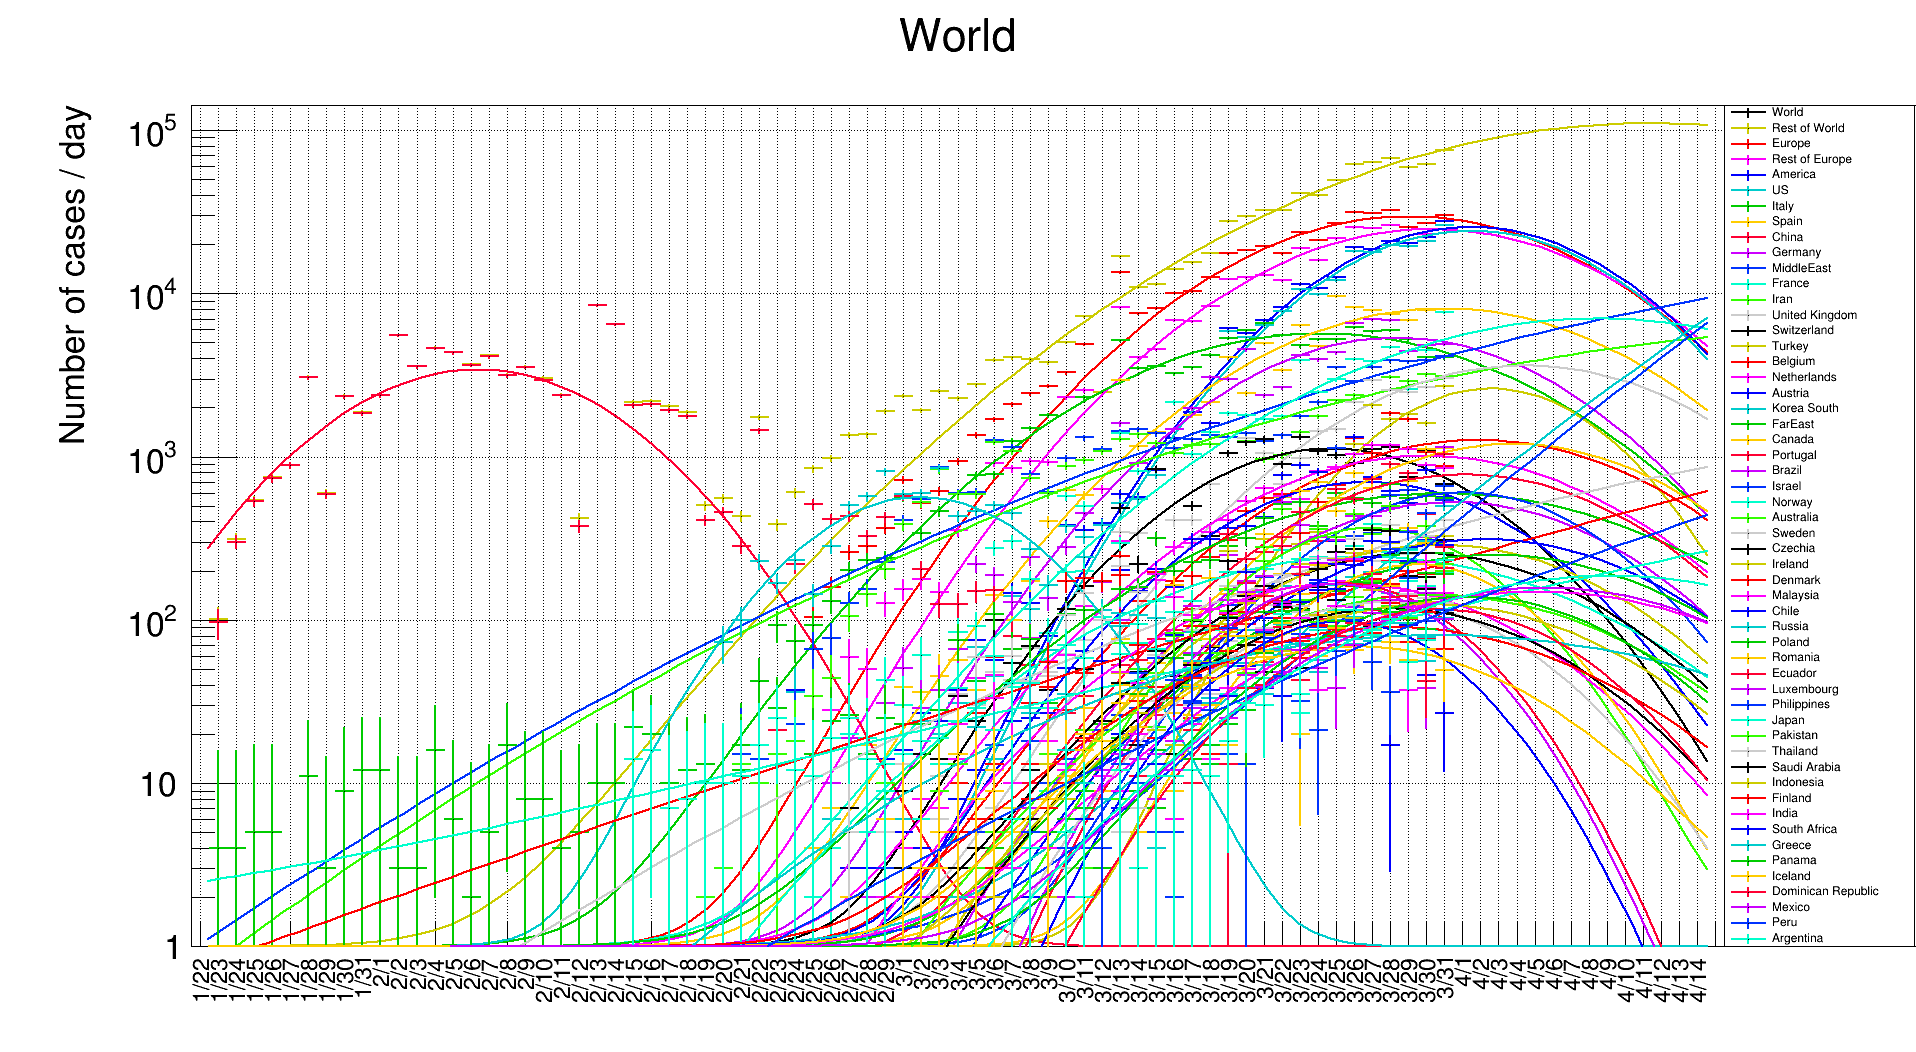 World
Number of cases / day
10^5
10^4
10^3
10^2
10
1
1/22
1/23
1/24
1/25
1/26
1/27
1/28
1/29
1/30
1/31
2/1
2/2
2/3
2/4
2/5
2/6
2/7
2/8
2/9
2/10
2/11
2/12
2/13
2/14
2/15
2/16
2/17
2/18
2/19
2/20
2/21
2/22
2/23
2/24
2/25
2/26
2/27
2/28
2/29
3/1
3/2
3/3
3/4
3/5
3/6
3/7
3/8
3/9
3/10
3/11
3/12
3/13
3/14
3/15
3/16
3/17
3/18
3/19
3/20
3/21
3/22
3/23
3/24
3/25
3/26
3/27
3/28
3/29
3/30
3/31
4/1
4/2
4/3
4/4
4/5
4/6
4/7
4/8
4/9
4/10
4/11
4/12
4/13
4/14
World
Rest of World
Europe
Rest of Europe
America
US
Italy
Spain
China
Germany
MiddleEast
France
Iran
United Kingdom
Switzerland
Turkey
Belgium
Netherlands
Austria
Korea South
FarEast
Canada
Portugal
Brazil
Israel
Norway
Australia
Sweden
Czechia
Ireland
Denmark
Malaysia
Chile
Russia
Poland
Romania
Ecuador
Luxembourg
Philippines
Japan
Pakistan
Thailand
Saudi Arabia
Indonesia
Finland
India
South Africa
Greece
Panama
Iceland
Dominican Republic
Mexico
Peru
Argentina